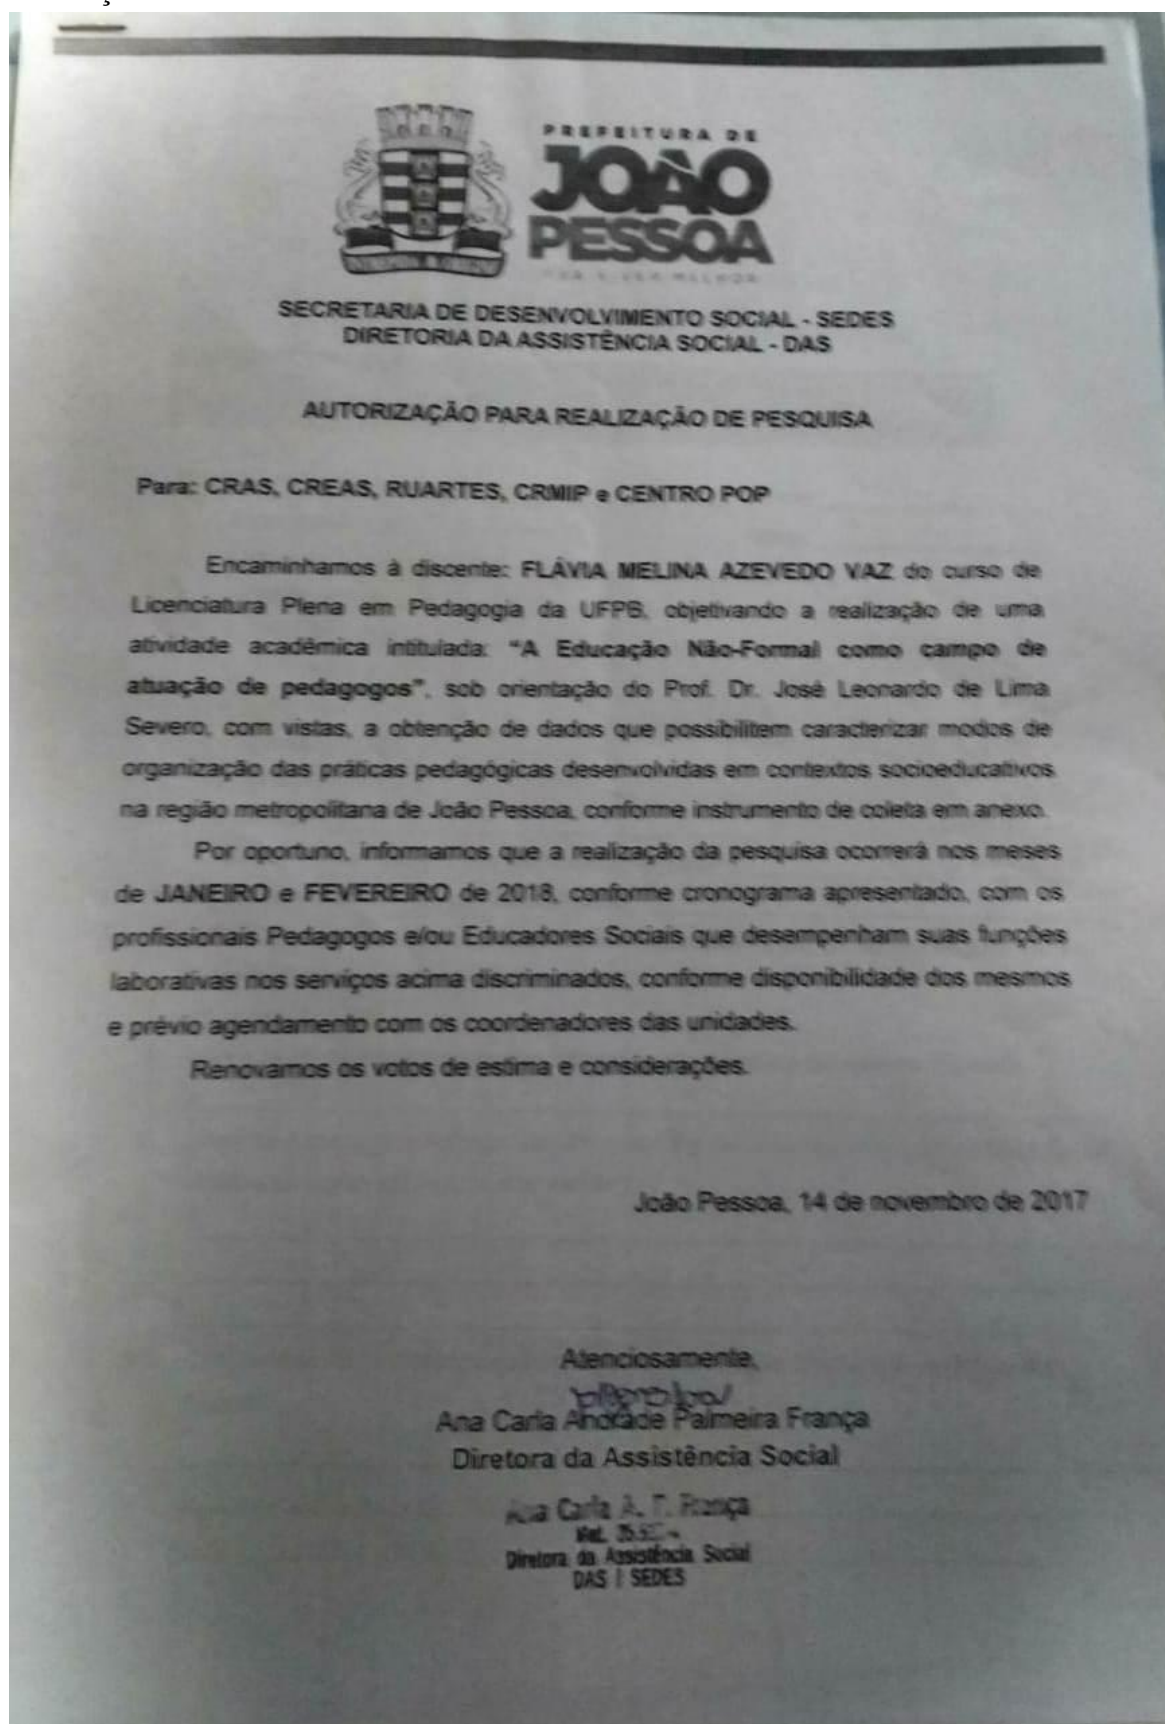 PREFEITURA DE
JOÃO
PESSOA
SECRETARIA DE DESENVOLVIMENTO SOCIAL - SEDES
DIRETORIA DA ASSISTÊNCIA SOCIAL - DAS
AUTORIZAÇÃO PARA REALIZAÇÃO DE PESQUISA
Para: CRAS, CREAS, RUARTES, CRMIP e CENTRO POP
Encaminhamos à discente: FLÁVIA MELINA AZEVEDO VAZ do curso de
Licenciatura Plena em Pedagogia da UFPB, objetivando a realização de uma
atividade acadêmica intitulada: "A Educação Não-Formal como campo de
atuação de pedagogos", sob orientação do Prof. Dr. José Leonardo de Lima
Severo, com vistas, a obtenção de dados que possibilitem caracterizar modos de
organização das práticas pedagógicas desenvolvidas em contextos socioeducativos
na região metropolitana de João Pessoa, conforme instrumento de coleta em anexo.
Por oportuno, informamos que a realização da pesquisa ocorrerá nos meses
de JANEIRO e FEVEREIRO de 2018, conforme cronograma apresentado, com os
profissionais Pedagogos e/ou Educadores Sociais que desempenham suas funções
laborativas nos serviços acima discriminados, conforme disponibilidade dos mesmos
e prévio agendamento com os coordenadores das unidades.
Renovamos os votos de estima e considerações.
João Pessoa, 14 de novembro de 2017
Atenciosamente,
Ana Carla Andrade Palmeira França
Diretora da Assistência Social
Ana Carla A. P. França
Mat.
Diretora da Assistência Social
DAS | SEDES